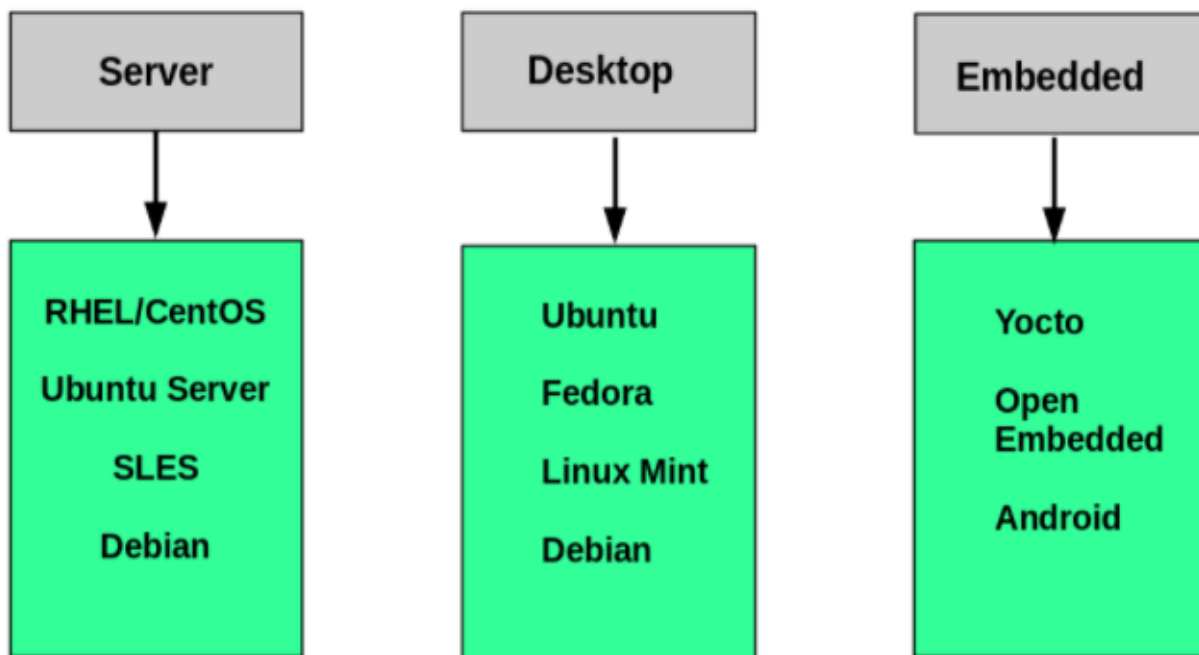 Server
RHEL/CentOS
Ubuntu Server
SLES
Debian
Desktop
Ubuntu
Fedora
Linux Mint
Debian
Embedded
Yocto
Open
Embedded
Android